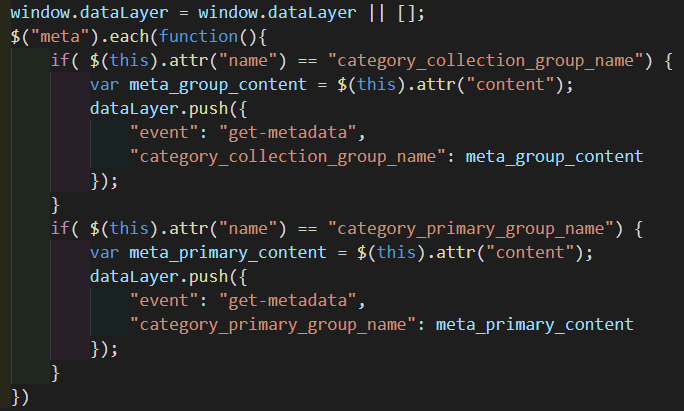 window.dataLayer = window.dataLayer || [];
$("meta").each(function(){
    if( $(this).attr("name") == "category_collection_group_name") {
        var meta_group_content = $(this).attr("content");
        dataLayer.push({
            "event": "get-metadata",
            "category_collection_group_name": meta_group_content
        });
    }
    if( $(this).attr("name") == "category_primary_group_name") {
        var meta_primary_content = $(this).attr("content");
        dataLayer.push({
            "event": "get-metadata",
            "category_primary_group_name": meta_primary_content
        });
    }
})